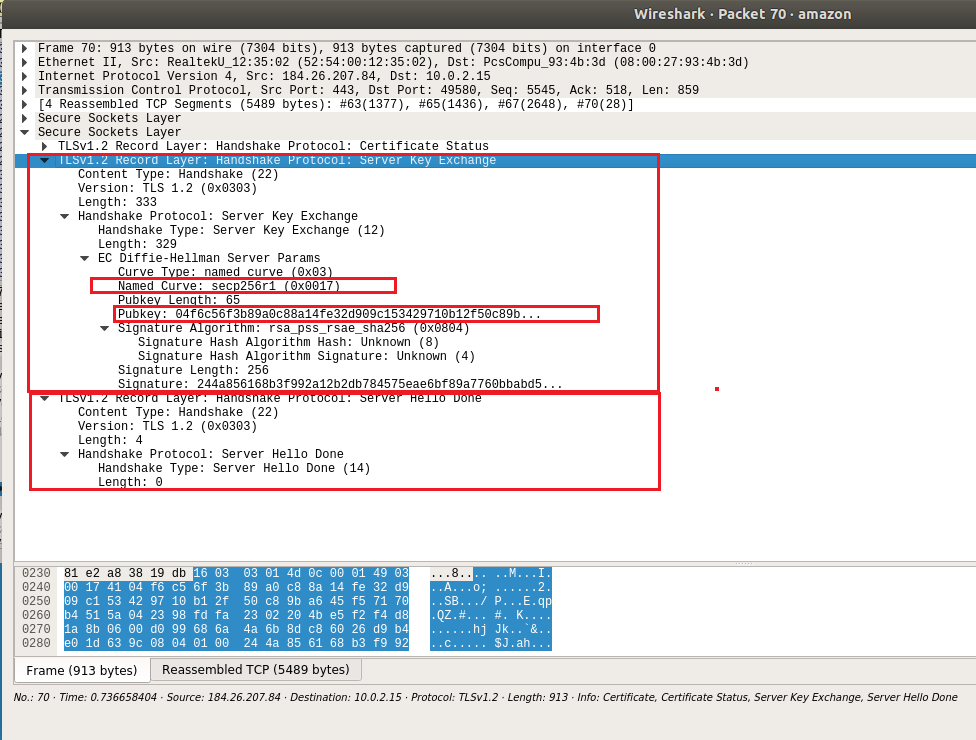 Wireshark · Packet 70 · amazon
Frame 70: 913 bytes on wire (7304 bits), 913 bytes captured (7304 bits) on interface 0
Ethernet II, Src: RealtekU_12:35:02 (52:54:00:12:35:02), Dst: PcsCompu_93:4b:3d (08:00:27:93:4b:3d)
Internet Protocol Version 4, Src: 184.26.207.84, Dst: 10.0.2.15
Transmission Control Protocol, Src Port: 443, Dst Port: 49580, Seq: 5545, Ack: 518, Len: 859
[4 Reassembled TCP Segments (5489 bytes): #63(1377), #65(1436), #67(2648), #70(28)]
Secure Sockets Layer
Secure Sockets Layer
TLSv1.2 Record Layer: Handshake Protocol: Certificate Status
TLSv1.2 Record Layer: Handshake Protocol: Server Key Exchange
Content Type: Handshake (22)
Version: TLS 1.2 (0x0303)
Length: 333
Handshake Protocol: Server Key Exchange
Handshake Type: Server Key Exchange (12)
Length: 329
EC Diffie-Hellman Server Params
Curve Type: named_curve (0x03)
Named Curve: secp256r1 (0x0017)
Pubkey Length: 65
Pubkey: 04f6c56f3b89a0c88a14fe32d909c153429710b12f50c89b...
Signature Algorithm: rsa_pss_rsae_sha256 (0x0804)
Signature Hash Algorithm Hash: Unknown (8)
Signature Hash Algorithm Signature: Unknown (4)
Signature Length: 256
Signature: 244a856168b3f992a12b2db784575eae6bf89a7760bbabd5...
TLSv1.2 Record Layer: Handshake Protocol: Server Hello Done
Content Type: Handshake (22)
Version: TLS 1.2 (0x0303)
Length: 4
Handshake Protocol: Server Hello Done
Handshake Type: Server Hello Done (14)
Length: 0
0230 81 e2 a8 38 19 db 16 03 03 01 4d 0c 00 01 49 03 ...8.... ..M...I.
0240 00 17 41 04 f6 c5 6f 3b 89 a0 c8 8a 14 fe 32 d9 ..A...o; ......2.
0250 09 c1 53 42 97 10 b1 2f 50 c8 9b a6 45 f5 71 70 ..SB.../ P...E.qp
0260 b4 51 5a 04 23 98 fd fa 23 02 20 4b e5 f2 f4 d8 .QZ.#... #. K....
0270 1a 8b 06 00 d0 99 68 6a 4a 6b 8d c8 60 26 d9 b4 ......hj Jk..`&..
0280 e0 1d 63 9c 08 04 01 00 24 4a 85 61 68 b3 f9 92 ..c..... $J.ah...
Frame (913 bytes) Reassembled TCP (5489 bytes)
No.: 70 · Time: 0.736658404 · Source: 184.26.207.84 · Destination: 10.0.2.15 · Protocol: TLSv1.2 · Length: 913 · Info: Certificate, Certificate Status, Server Key Exchange, Server Hello Done